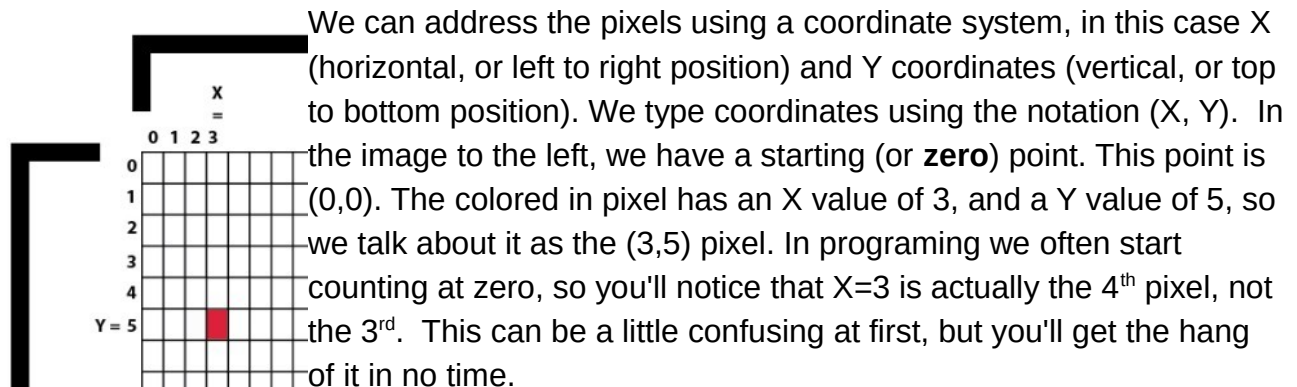 We can address the pixels using a coordinate system, in this case X
(horizontal, or left to right position) and Y coordinates (vertical, or top
to bottom position). We type coordinates using the notation (X, Y).  In
the image to the left, we have a starting (or zero) point. This point is
(0,0). The colored in pixel has an X value of 3, and a Y value of 5, so
we talk about it as the (3,5) pixel. In programing we often start
counting at zero, so you'll notice that X=3 is actually the 4th pixel, not
the 3rd.  This can be a little confusing at first, but you'll get the hang
of it in no time.
X
=
0 1 2 3
0
1
2
3
4
Y = 5